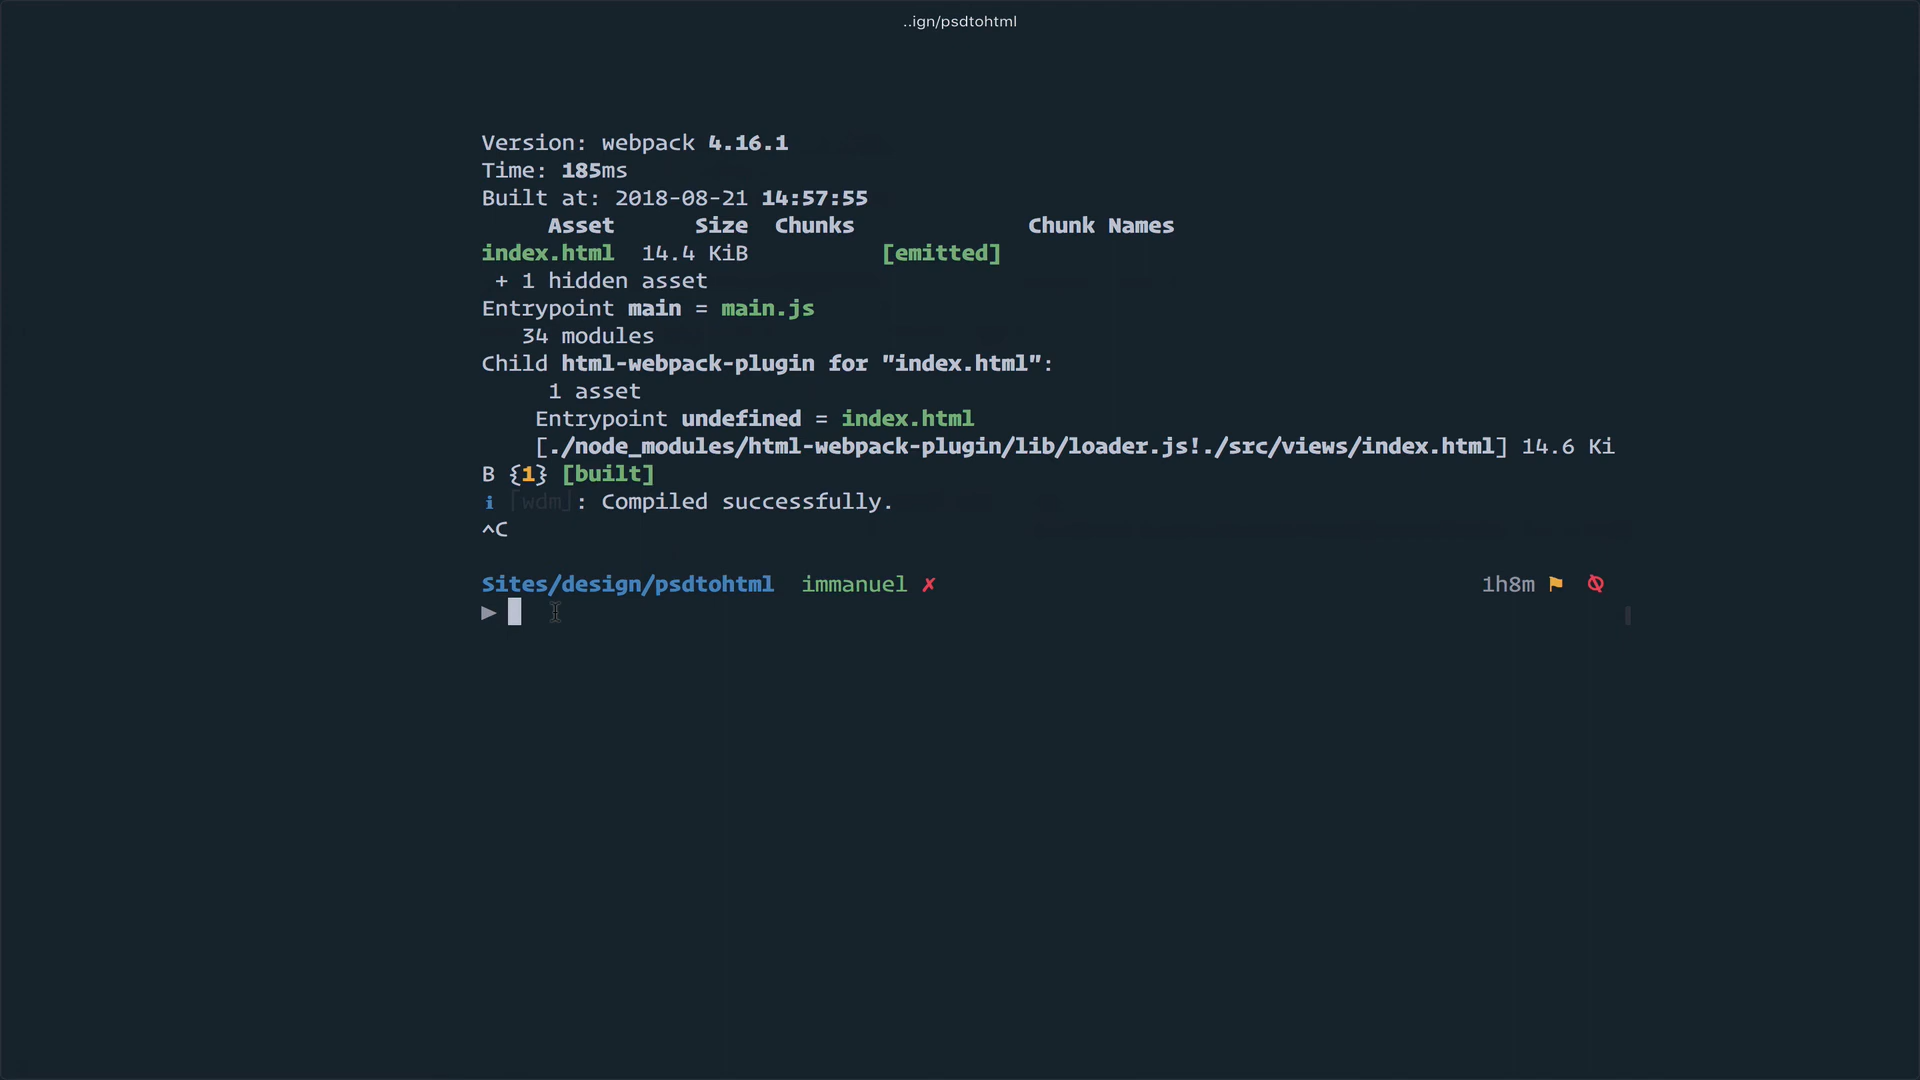 ..ign/psdtohtml
Version: webpack 4.16.1
Time: 185ms
Built at: 2018-08-21 14:57:55
Asset Size Chunks Chunk Names
index.html 14.4 KiB [emitted]
+ 1 hidden asset
Entrypoint main = main.js
34 modules
Child html-webpack-plugin for "index.html":
1 asset
Entrypoint undefined = index.html
[./node_modules/html-webpack-plugin/lib/loader.js!./src/views/index.html] 14.6 Ki
B {1} [built]
ℹ ｢wdm｣: Compiled successfully.
^C
Sites/design/psdtohtml immanuel ✗ 1h8m ⚑
▶